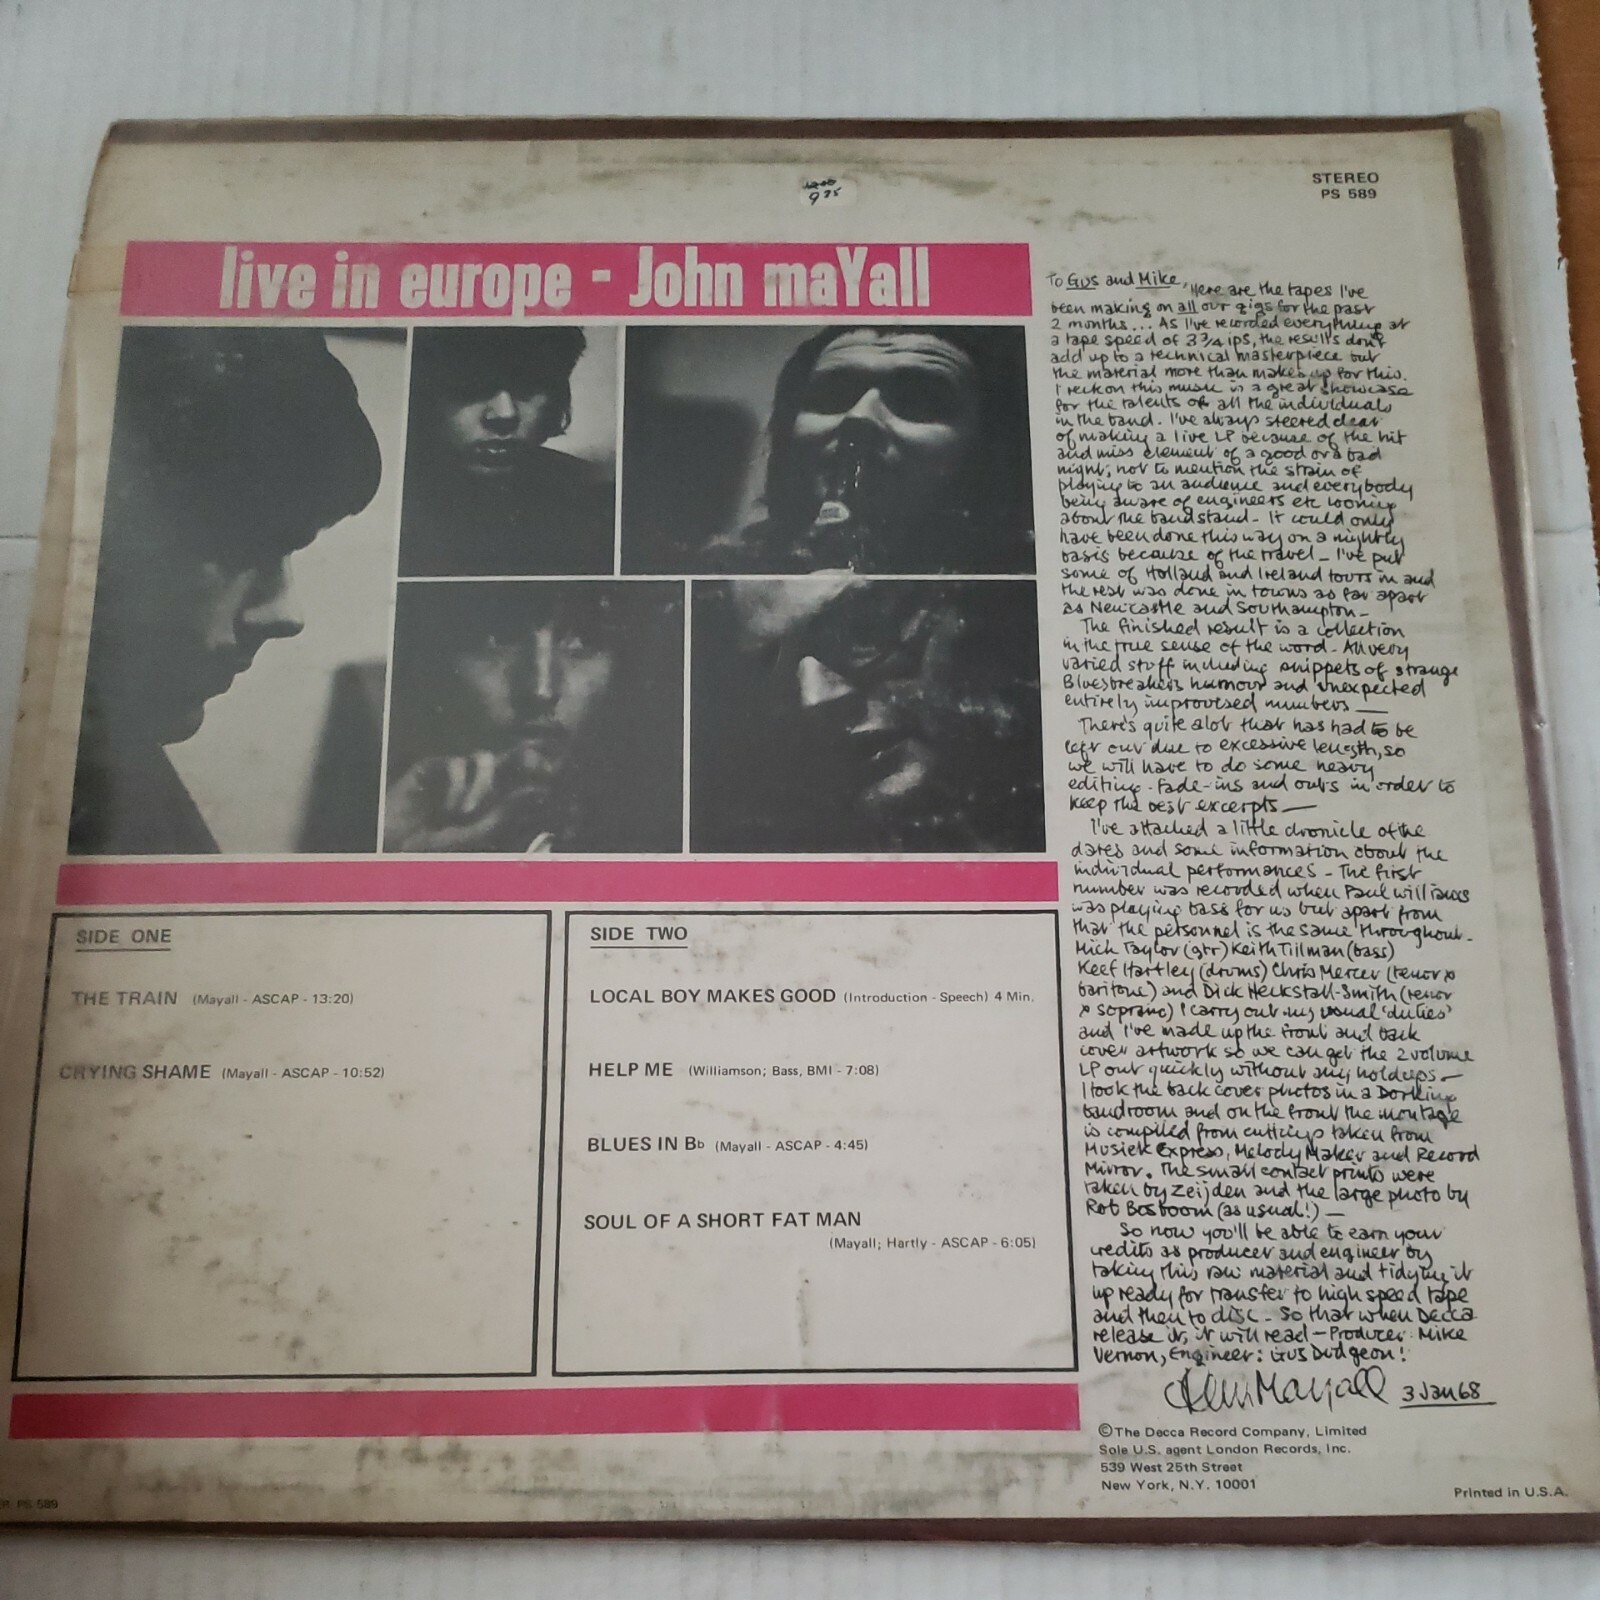 STEREO
PS 589
9 75
live in europe - John maYall
SIDE ONE
THE TRAIN (Mayall - ASCAP - 13:20)
CRYING SHAME (Mayall - ASCAP - 10:52)
SIDE TWO
LOCAL BOY MAKES GOOD (Introduction - Speech) 4 Min.
HELP ME (Williamson; Bass, BMI - 7:08)
BLUES IN Bb (Mayall - ASCAP - 4:45)
SOUL OF A SHORT FAT MAN
(Mayall; Hartly - ASCAP - 6:05)
To Gus and Mike, Here are the tapes I've
been making on all our gigs for the past
2 months... As I've recorded everything at
a tape speed of 3 3/4 ips, the results don't
add up to a technical masterpiece but
the material more than makes up for this.
I reckon this music is a great showcase
for the talents of all the individuals
in the band. I've always steered clear
of making a live LP because of the hit
and miss element of a good or a bad
night; not to mention the strain of
playing to an audience and everybody
being aware of engineers etc looning
about the bandstand - It could only
have been done this way on a nightly
basis because of the travel - I've put
some of Holland and Ireland tours in and
the rest was done in towns as far apart
as Newcastle and Southampton -
The finished result is a collection
in the true sense of the word - All very
varied stuff including snippets of strange
Bluesbreakers humour and unexpected
entirely improvised numbers —
There's quite alot that has had to be
left out due to excessive length, so
we will have to do some heavy
editing - fade-ins and outs in order to
keep the best excerpts —
I've attached a little chronicle of the
dates and some information about the
individual performances - The first
number was recorded when Paul Williams
was playing bass for us but apart from
that the personnel is the same throughout -
Mick Taylor (gtr) Keith Tillman (bass)
Keef Hartley (drums) Chris Mercer (tenor &
baritone) and Dick Heckstall-Smith (tenor
& soprano) I carry out my usual 'duties'
and I've made up the front and back
cover artwork so we can get the 2 volume
LP out quickly without any holdups —
I took the back cover photos in a Dorking
bandroom and on the front the montage
is compiled from cuttings taken from
Musiek Express, Melody Maker and Record
Mirror. The small contact prints were
taken by Zeijden and the large photo by
Rob Bosboom (as usual!) —
So now you'll be able to earn your
credits as producer and engineer by
taking this raw material and tidying it
up ready for transfer to high speed tape
and then to disc - So that when Decca
release it, it will read - Producer: Mike
Vernon, Engineer: Gus Dudgeon!
John Mayall 3 Jan 68
©The Decca Record Company, Limited
Sole U.S. agent London Records, Inc.
539 West 25th Street
New York, N.Y. 10001
Printed in U.S.A.
PS 589